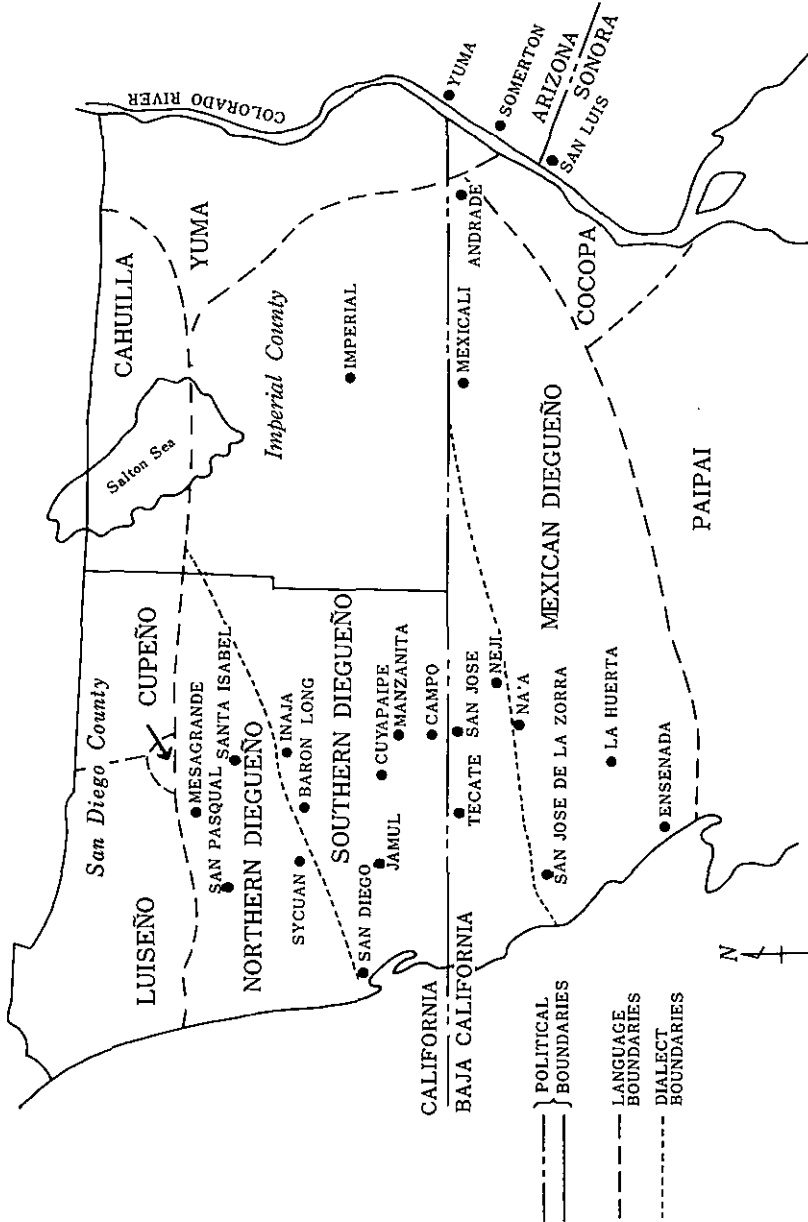 San Diego County
LUISEÑO
CUPEÑO
CAHUILLA
Salton Sea
COLORADO RIVER
YUMA
MESAGRANDE
SAN PASQUAL
SANTA ISABEL
NORTHERN DIEGUEÑO
Imperial County
IMPERIAL
INAJA
BARON LONG
SYCUAN
SOUTHERN DIEGUEÑO
CUYAPAIPE
MANZANITA
SAN DIEGO
JAMUL
CAMPO
CALIFORNIA
BAJA CALIFORNIA
TECATE
SAN JOSE
NEJI
NA'A
MEXICALI
ANDRADE
YUMA
SOMERTON
ARIZONA
SONORA
SAN LUIS
COCOPA
MEXICAN DIEGUEÑO
SAN JOSE DE LA ZORRA
LA HUERTA
ENSENADA
PAIPAI
N
POLITICAL
BOUNDARIES
LANGUAGE
BOUNDARIES
DIALECT
BOUNDARIES